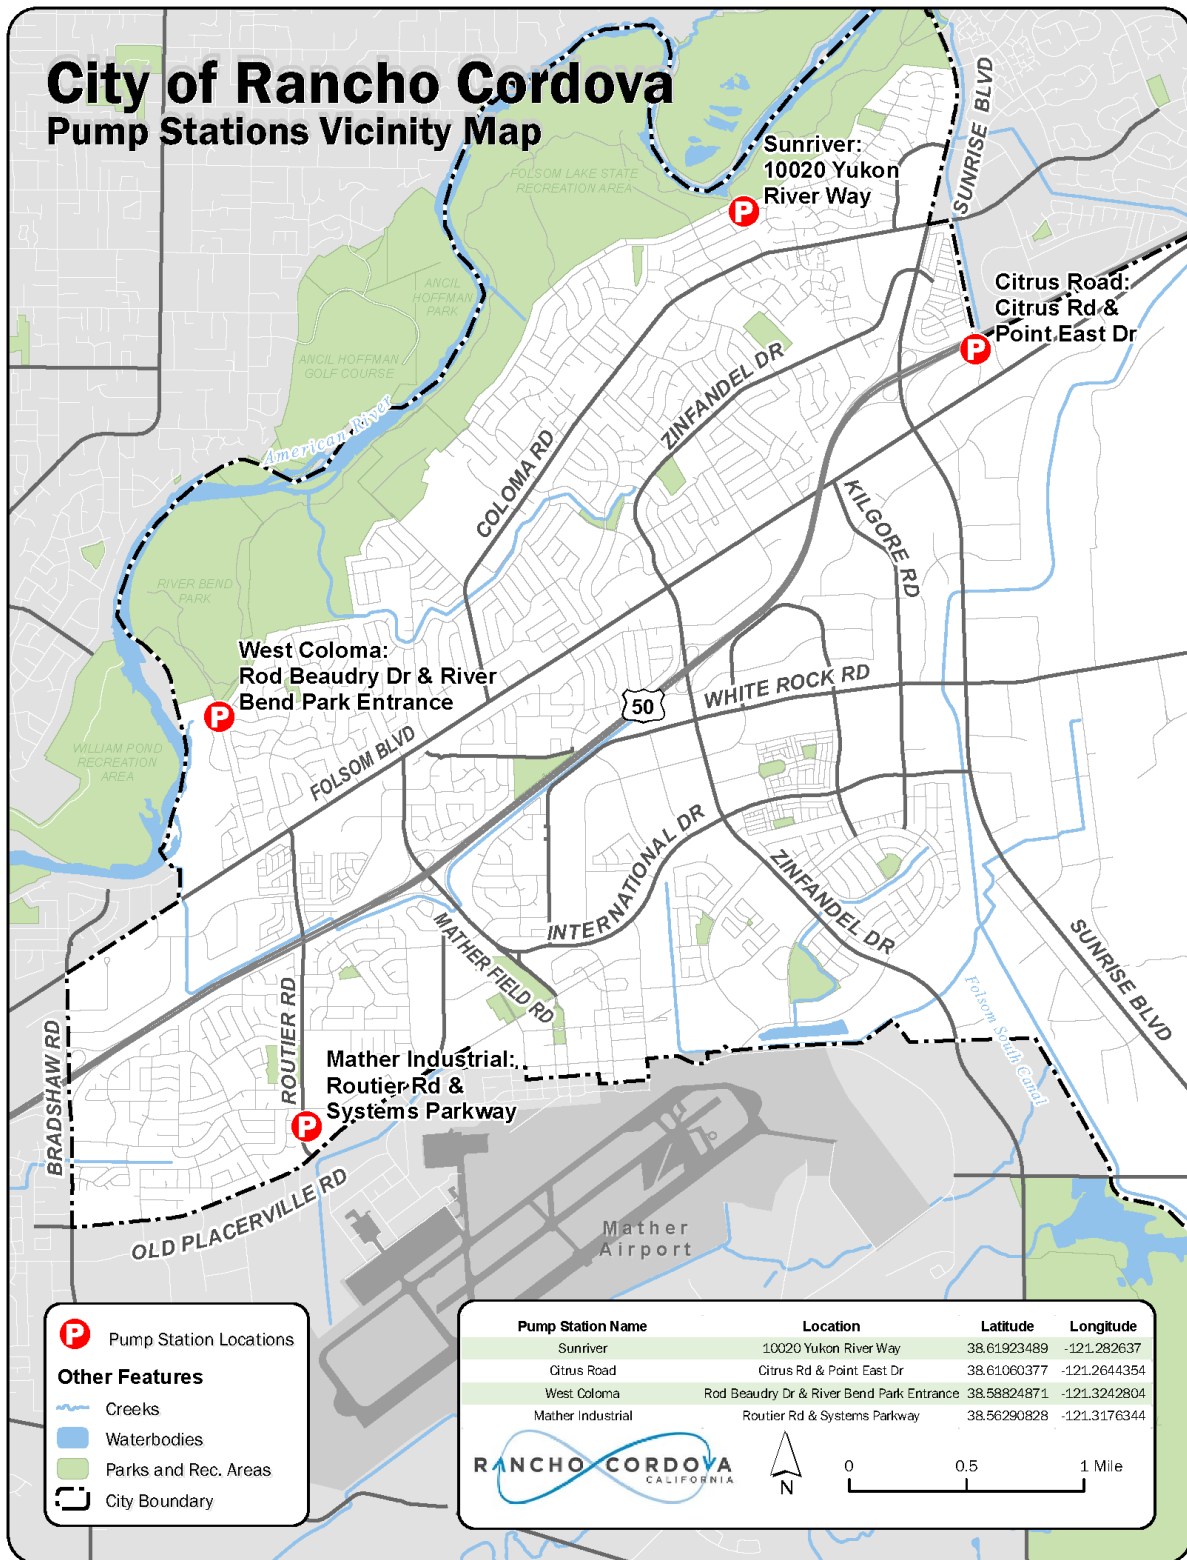 City of Rancho Cordova
Pump Stations Vicinity Map
SUNRISE BLVD
Sunriver:
10020 Yukon
River Way
FOLSOM LAKE STATE
RECREATION AREA
ANCIL
HOFFMAN
PARK
Citrus Road:
Citrus Rd &
Point East Dr
ANCIL HOFFMAN
GOLF COURSE
ZINFANDEL DR
American River
COLOMA RD
KILGORE RD
RIVER BEND
PARK
West Coloma:
Rod Beaudry Dr & River
Bend Park Entrance
WHITE ROCK RD
50
WILLIAM POND
RECREATION
AREA
FOLSOM BLVD
INTERNATIONAL DR
ZINFANDEL DR
MATHER FIELD RD
SUNRISE BLVD
Folsom South Canal
ROUTIER RD
BRADSHAW RD
Mather Industrial:
Routier Rd &
Systems Parkway
OLD PLACERVILLE RD
Mather
Airport
P
P
P
P
P Pump Station Locations
Other Features
Creeks
Waterbodies
Parks and Rec. Areas
City Boundary
Pump Station Name Location Latitude Longitude
Sunriver 10020 Yukon River Way 38.61923489 -121.282637
Citrus Road Citrus Rd & Point East Dr 38.61060377 -121.2644354
West Coloma Rod Beaudry Dr & River Bend Park Entrance 38.58824871 -121.3242804
Mather Industrial Routier Rd & Systems Parkway 38.56290828 -121.3176344
RANCHO CORDOVA
CALIFORNIA
N
0 0.5 1 Mile